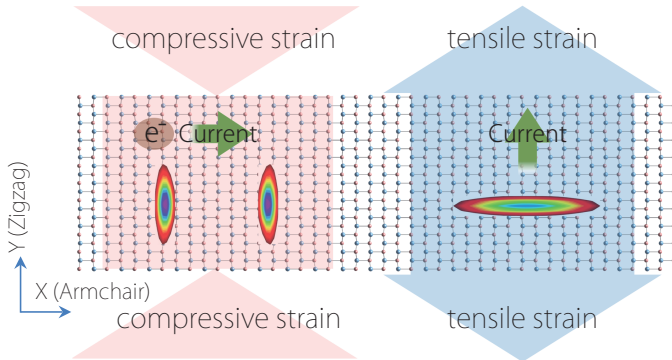 compressive strain
tensile strain
e- Current
Current
Y (Zigzag)
X (Armchair)
compressive strain
tensile strain